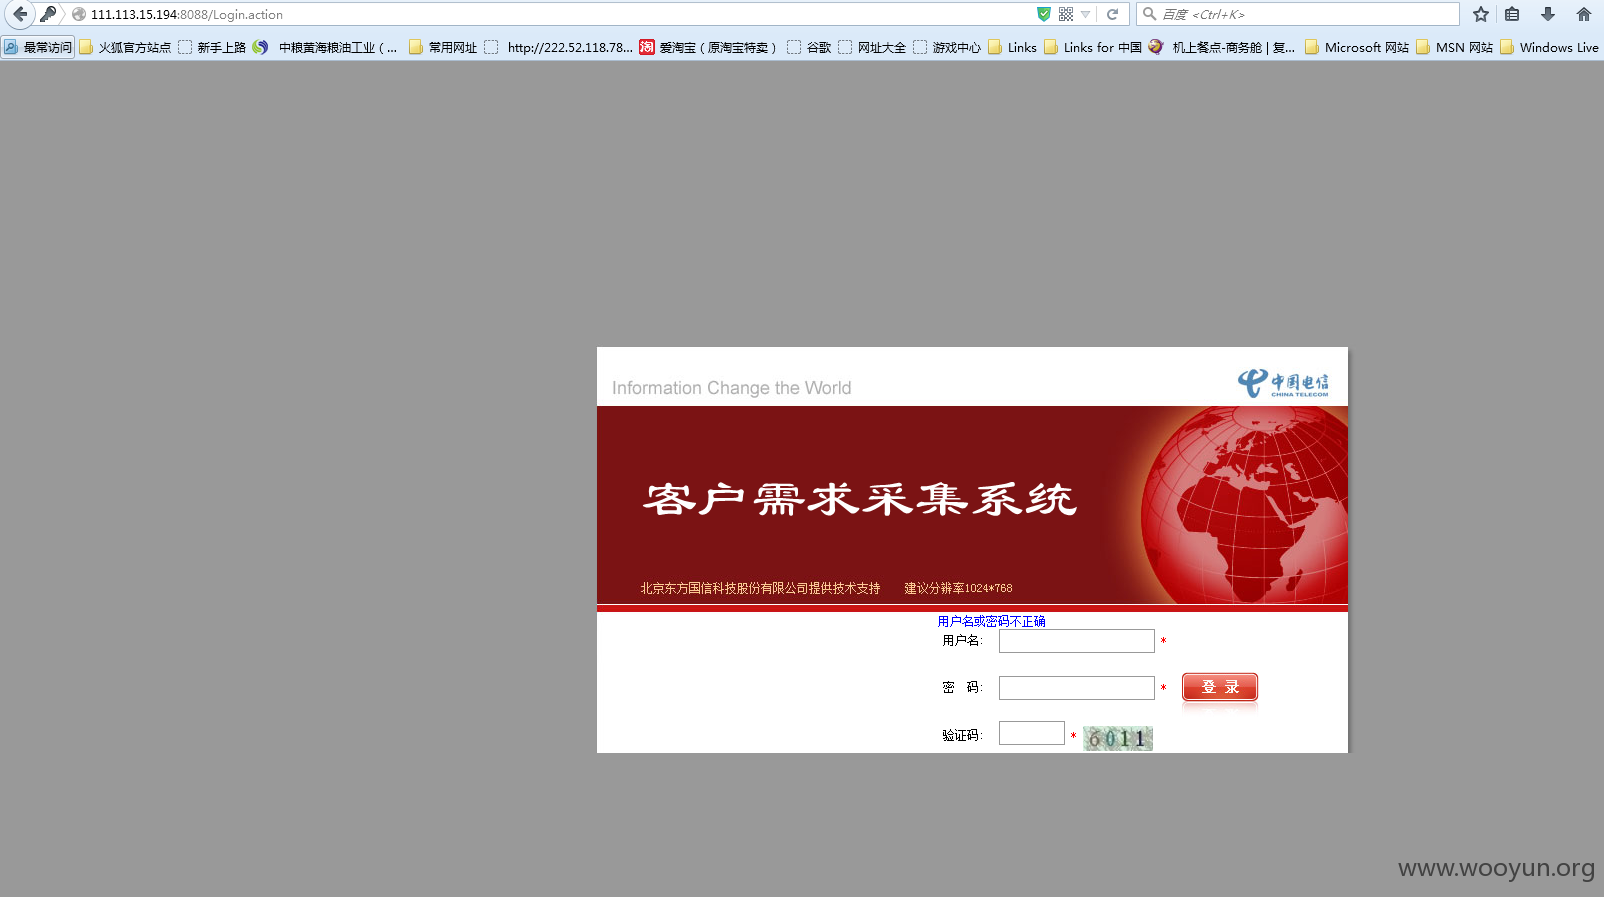 111.113.15.194:8088/Login.action
百度 <Ctrl+K>
最常访问 火狐官方站点 新手上路 中粮黄海粮油工业（... 常用网址 http://222.52.118.78... 淘 爱淘宝（原淘宝特卖） 谷歌 网址大全 游戏中心 Links Links for 中国 机上餐点-商务舱 | 复... Microsoft 网站 MSN 网站 Windows Live
Information Change the World
中国电信
CHINA TELECOM
客户需求采集系统
北京东方国信科技股份有限公司提供技术支持 建议分辨率1024*768
用户名或密码不正确
用户名: *
密 码: *
登 录
验证码: * 6011
www.wooyun.org